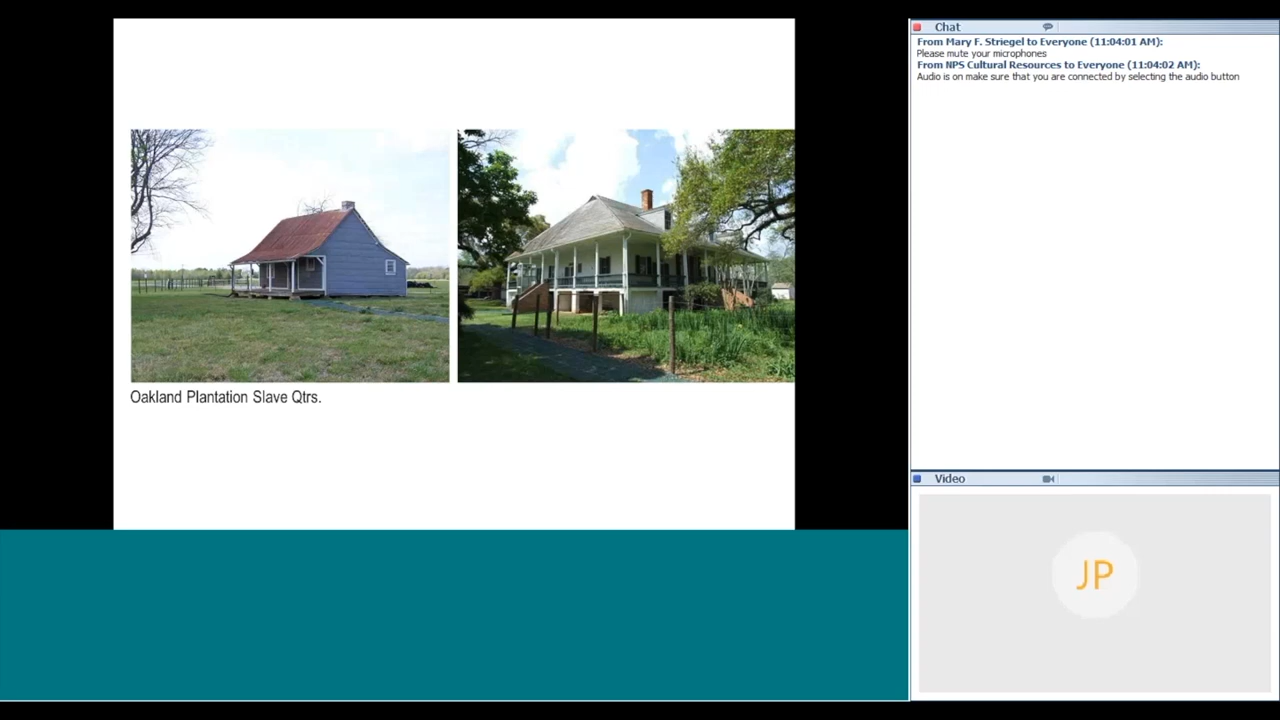 Oakland Plantation Slave Qtrs.
Chat
From Mary F. Striegel to Everyone (11:04:01 AM):
Please mute your microphones
From NPS Cultural Resources to Everyone (11:04:02 AM):
Audio is on make sure that you are connected by selecting the audio button
Video
JP